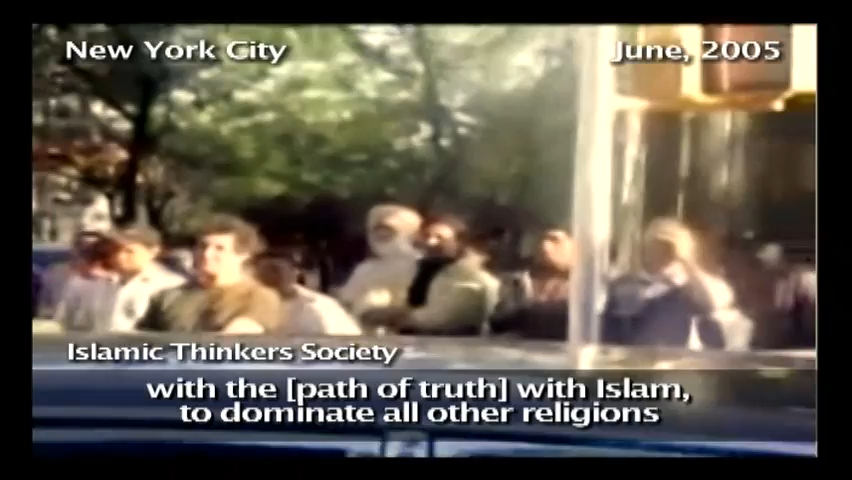 New York City
June, 2005
Islamic Thinkers Society
with the [path of truth] with Islam,
to dominate all other religions